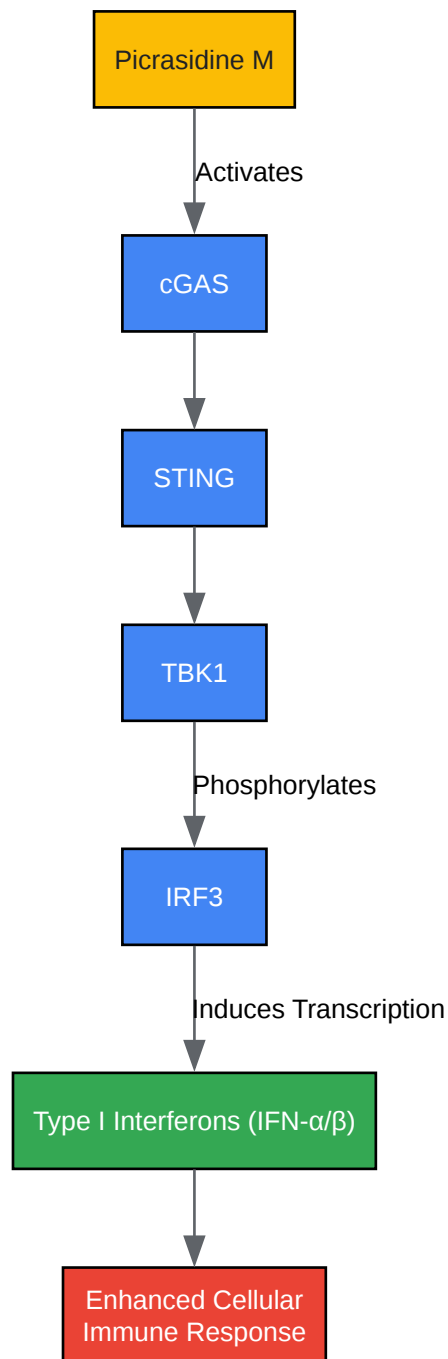 Picrasidine M
Activates
cGAS
STING
TBK1
Phosphorylates
IRF3
Induces Transcription
Type I Interferons (IFN-α/β)
Enhanced Cellular
Immune Response